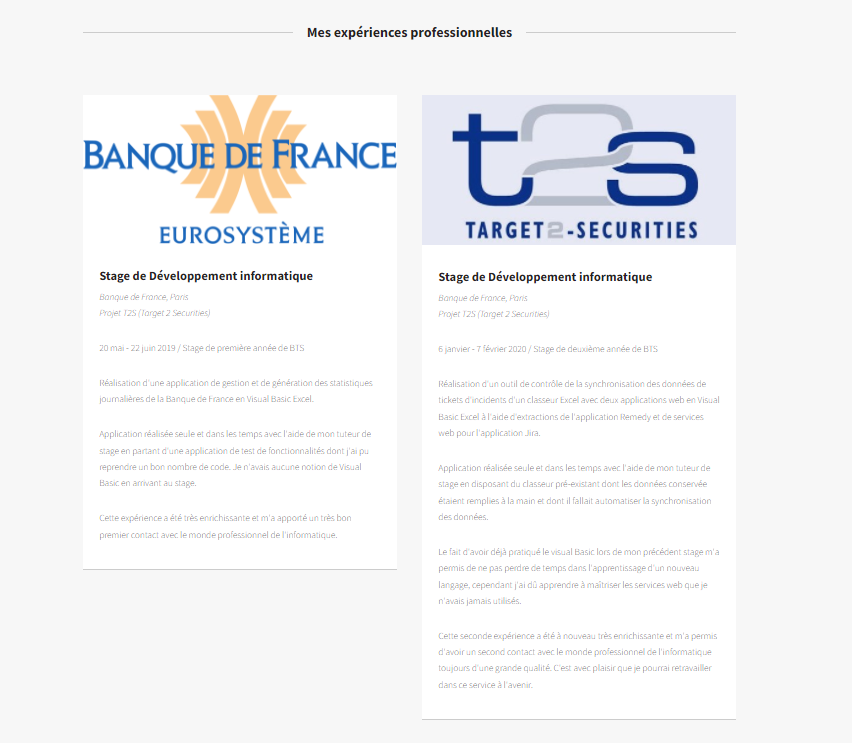 Mes expériences professionnelles
BANQUE DE FRANCE
EUROSYSTÈME
Stage de Développement informatique
Banque de France, Paris
Projet T2S (Target 2 Securities)
20 mai - 22 juin 2019 / Stage de première année de BTS
Réalisation d'une application de gestion et de génération des statistiques
journalières de la Banque de France en Visual Basic Excel.
Application réalisée seule et dans les temps avec l'aide de mon tuteur de
stage en partant d'une application de test de fonctionnalités dont j'ai pu
reprendre un bon nombre de code. Je n'avais aucune notion de Visual
Basic en arrivant au stage.
Cette expérience a été très enrichissante et m'a apporté un très bon
premier contact avec le monde professionnel de l'informatique.
t2s
TARGET2-SECURITIES
Stage de Développement informatique
Banque de France, Paris
Projet T2S (Target 2 Securities)
6 janvier - 7 février 2020 / Stage de deuxième année de BTS
Réalisation d'un outil de contrôle de la synchronisation des données de
tickets d'incidents d'un classeur Excel avec deux applications web en Visual
Basic Excel à l'aide d'extractions de l'application Remedy et de services
web pour l'application Jira.
Application réalisée seule et dans les temps avec l'aide de mon tuteur de
stage en disposant du classeur pré-existant dont les données conservée
étaient remplies à la main et dont il fallait automatiser la synchronisation
des données.
Le fait d'avoir déjà pratiqué le visual Basic lors de mon précédent stage m'a
permis de ne pas perdre de temps dans l'apprentissage d'un nouveau
langage, cependant j'ai dû apprendre à maîtriser les services web que je
n'avais jamais utilisés.
Cette seconde expérience a été à nouveau très enrichissante et m'a permis
d'avoir un second contact avec le monde professionnel de l'informatique
toujours d'une grande qualité. C'est avec plaisir que je pourrai retravailler
dans ce service à l'avenir.